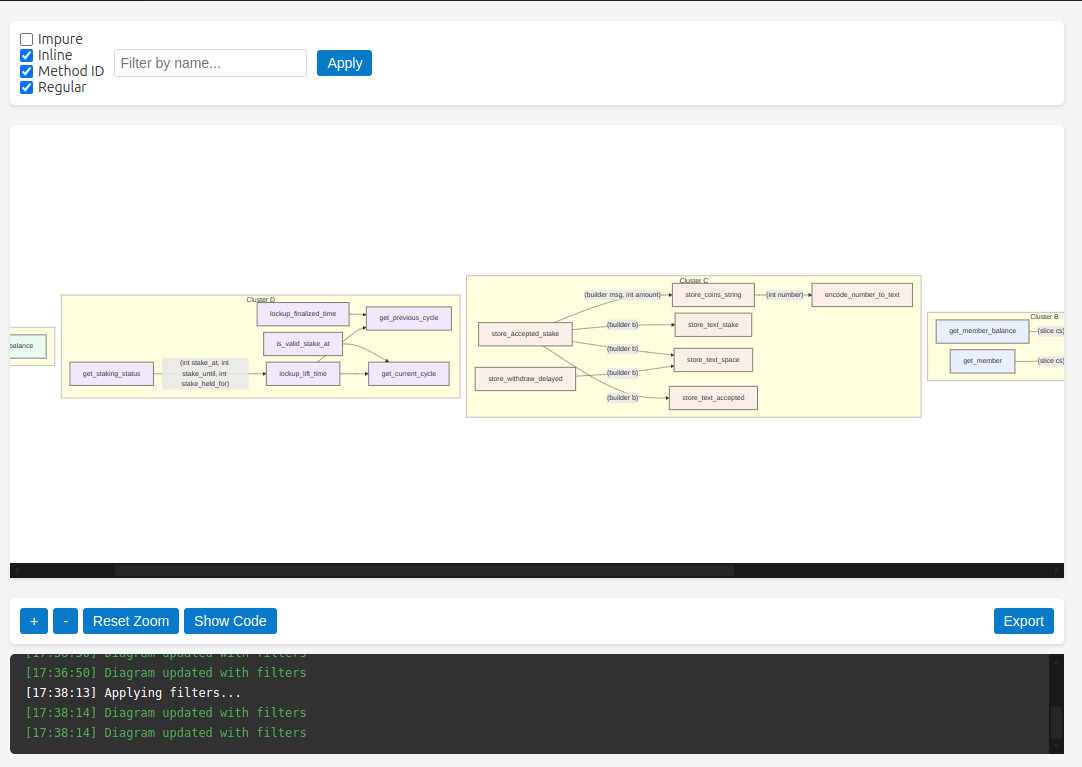 Impure
Inline
Method ID
Regular
Filter by name...
Apply
balance
Cluster D
lockup_finalized_time
get_previous_cycle
is_valid_stake_at
get_staking_status
(int stake_at, int
stake_until, int
stake_held_for)
lockup_lift_time
get_current_cycle
Cluster C
(builder msg, int amount)
store_coins_string
(int number)
encode_number_to_text
store_accepted_stake
(builder b)
store_text_stake
(builder b)
store_text_space
store_withdraw_delayed
(builder b)
(builder b)
store_text_accepted
Cluster B
get_member_balance
(slice cs)
get_member
(slice cs)
+
-
Reset Zoom
Show Code
Export
[17:36:50] Diagram updated with filters
[17:36:50] Diagram updated with filters
[17:38:13] Applying filters...
[17:38:14] Diagram updated with filters
[17:38:14] Diagram updated with filters